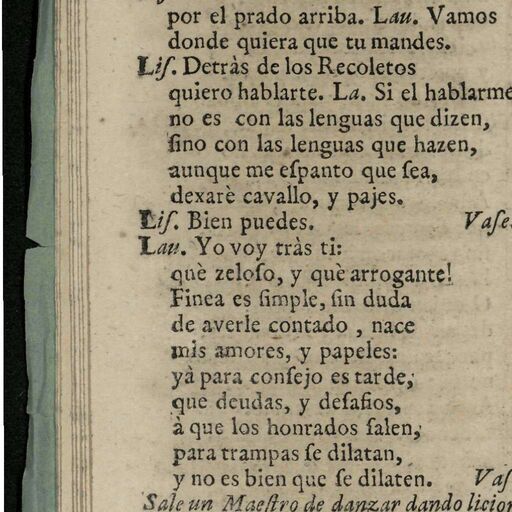 por el prado arriba. Lau. Vamos
donde quiera que tu mandes.
Liſ. Detràs de los Recoletos
quiero hablarte. La. Si el hablarme
no es con las lenguas que dizen,
ſino con las lenguas que hazen,
aunque me eſpanto que ſea,
dexarè cavallo, y pajes.
Liſ. Bien puedes. Vaſe.
Lau. Yo voy tràs ti:
què zeloſo, y què arrogante!
Finea es ſimple, ſin duda
de averle contado , nace
mis amores, y papeles:
yà para conſejo es tarde,
que deudas, y deſafios,
à que los honrados ſalen,
para trampas ſe dilatan,
y no es bien que ſe dilaten. Vaſ
Sale un Maeſtro de danzar dando licion